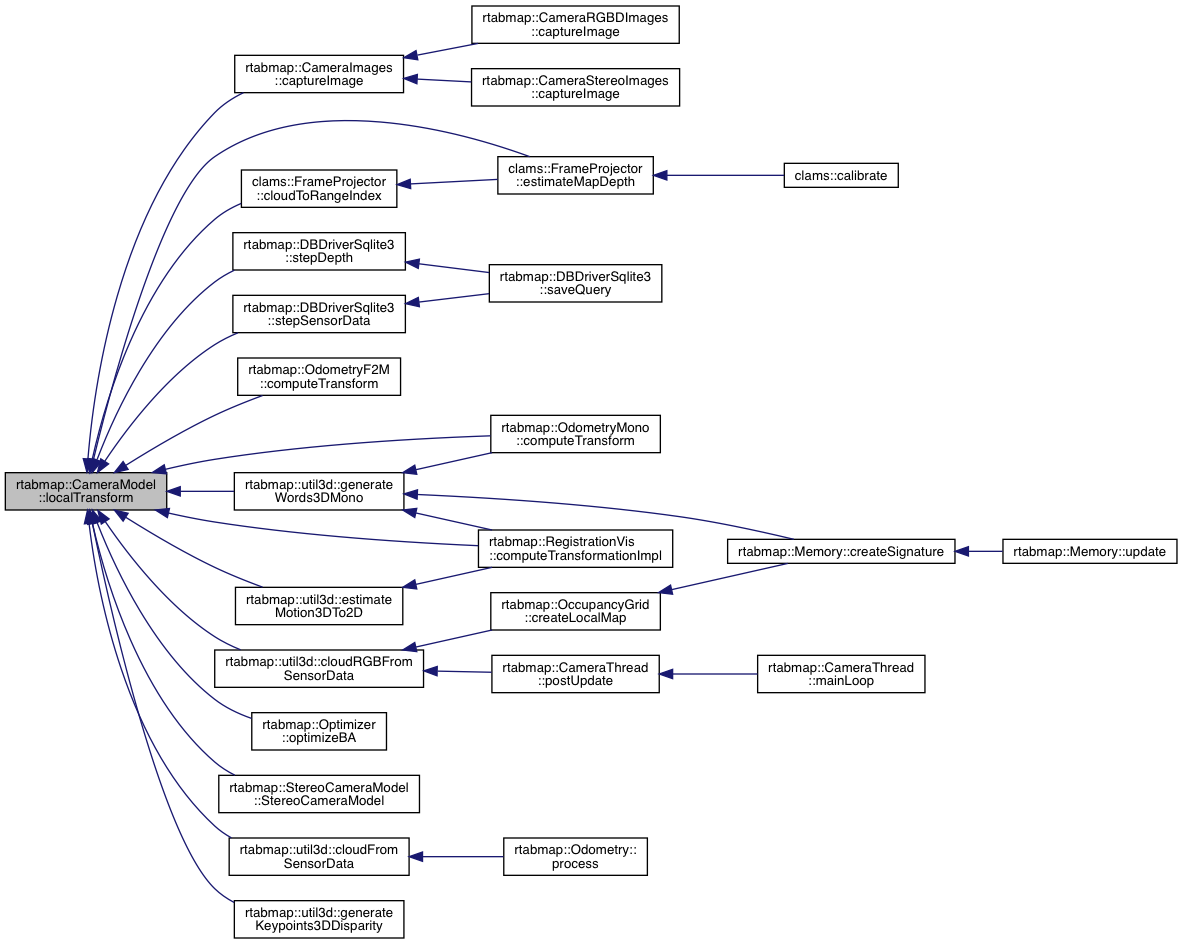 rtabmap::CameraRGBDImages
::captureImage
rtabmap::CameraImages
::captureImage
rtabmap::CameraStereoImages
::captureImage
clams::FrameProjector
::estimateMapDepth
clams::calibrate
clams::FrameProjector
::cloudToRangeIndex
rtabmap::DBDriverSqlite3
::stepDepth
rtabmap::DBDriverSqlite3
::saveQuery
rtabmap::DBDriverSqlite3
::stepSensorData
rtabmap::OdometryF2M
::computeTransform
rtabmap::OdometryMono
::computeTransform
rtabmap::CameraModel
::localTransform
rtabmap::util3d::generate
Words3DMono
rtabmap::RegistrationVis
::computeTransformationImpl
rtabmap::Memory::createSignature
rtabmap::Memory::update
rtabmap::util3d::estimate
Motion3DTo2D
rtabmap::OccupancyGrid
::createLocalMap
rtabmap::util3d::cloudRGBFrom
SensorData
rtabmap::CameraThread
::postUpdate
rtabmap::CameraThread
::mainLoop
rtabmap::Optimizer
::optimizeBA
rtabmap::StereoCameraModel
::StereoCameraModel
rtabmap::util3d::cloudFrom
SensorData
rtabmap::Odometry::
process
rtabmap::util3d::generate
Keypoints3DDisparity